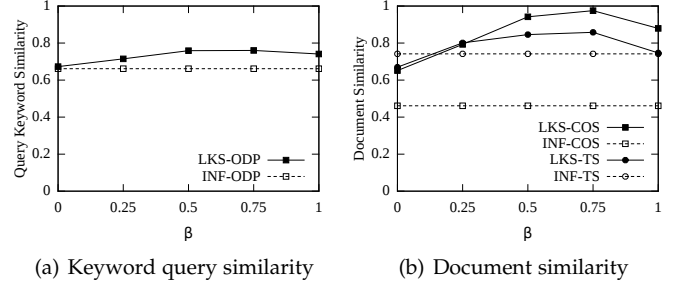 Query Keyword Similarity
1
0.8
0.6
0.4
0.2
0
0 0.25 0.5 0.75 1
β
LKS-ODP
INF-ODP
(a) Keyword query similarity
Document Similarity
1
0.8
0.6
0.4
0.2
0
0 0.25 0.5 0.75 1
β
LKS-COS
INF-COS
LKS-TS
INF-TS
(b) Document similarity